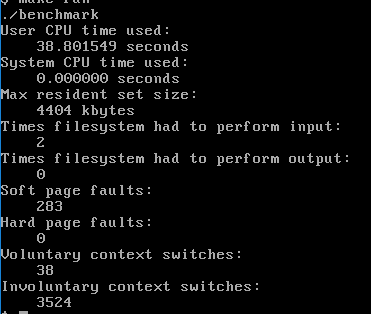 $ make run
./benchmark
User CPU time used:
38.801549 seconds
System CPU time used:
0.000000 seconds
Max resident set size:
4404 kbytes
Times filesystem had to perform input:
2
Times filesystem had to perform output:
0
Soft page faults:
283
Hard page faults:
0
Voluntary context switches:
38
Involuntary context switches:
3524
$